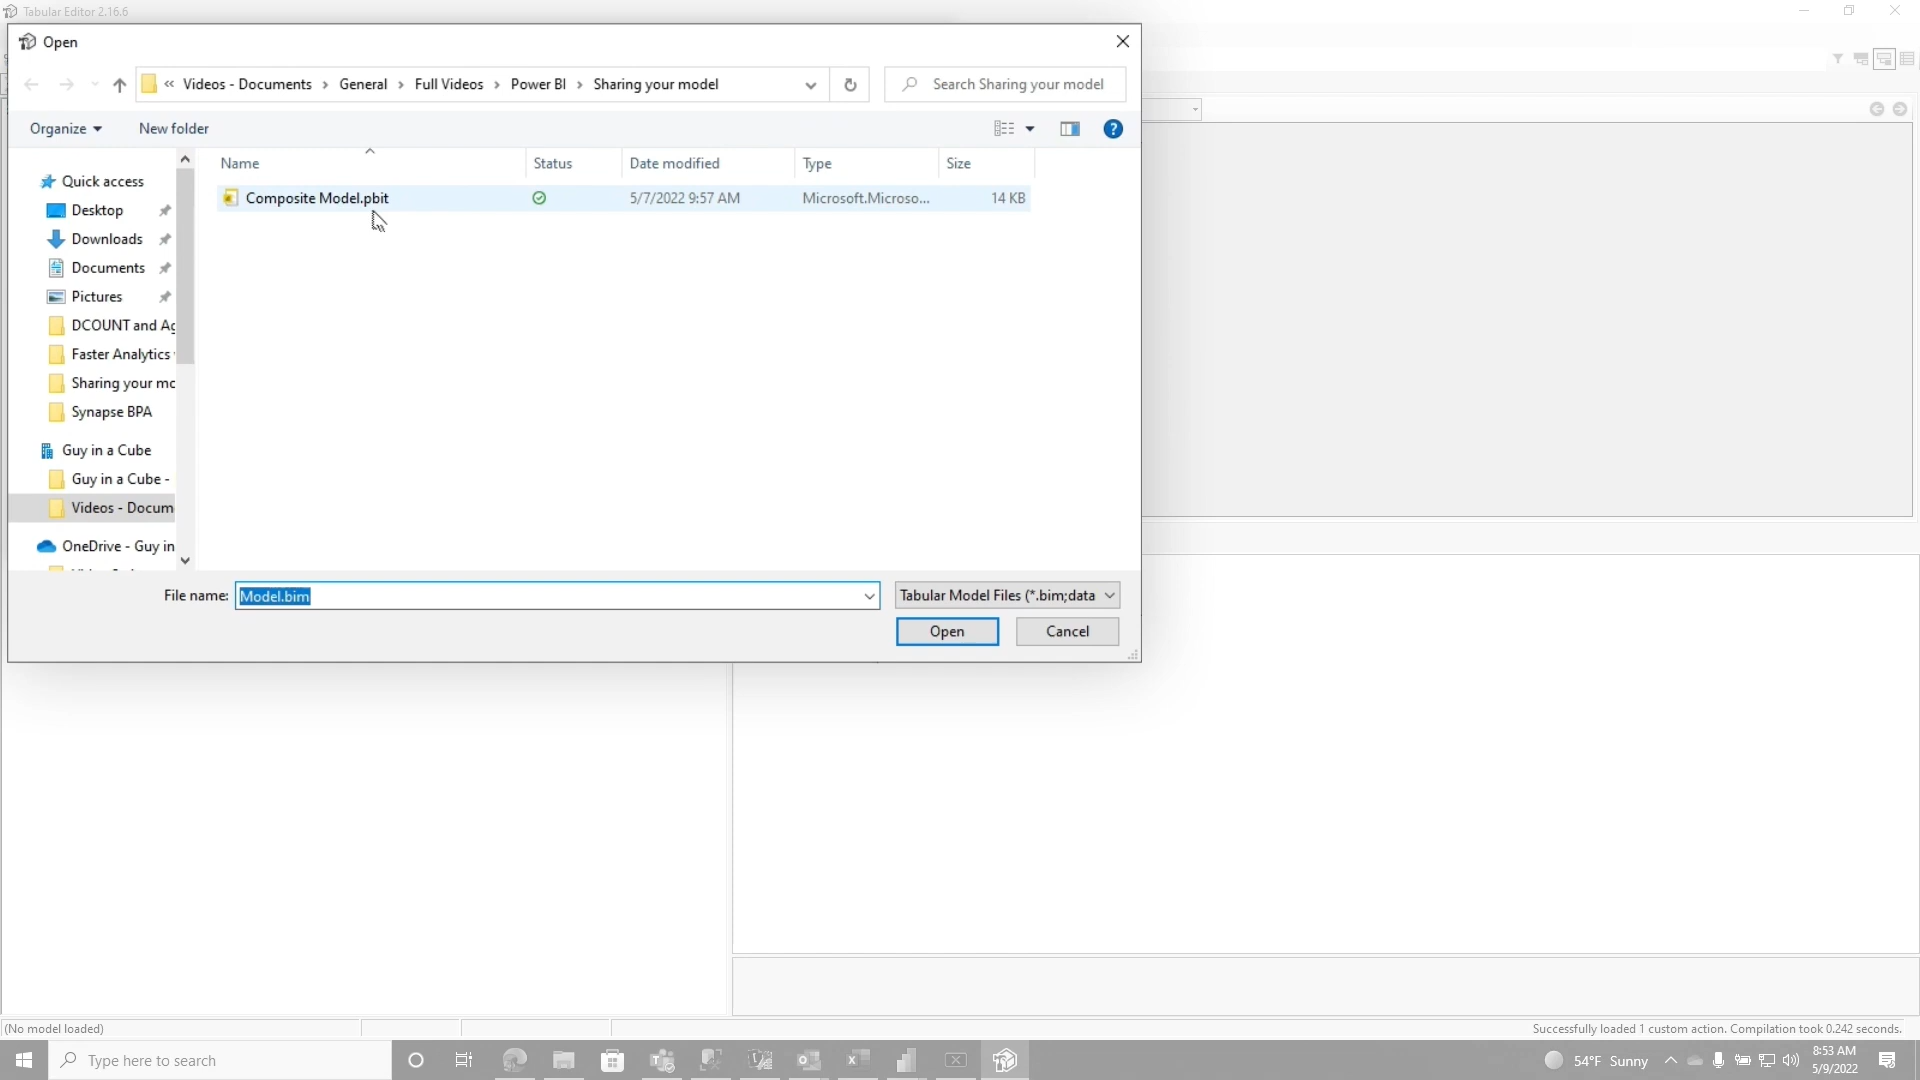 Tabular Editor 2.16.6
Open
« Videos - Documents › General › Full Videos › Power BI › Sharing your model
Search Sharing your model
Organize New folder
Name Status Date modified Type Size
Composite Model.pbit 5/7/2022 9:57 AM Microsoft.Microso... 14 KB
Quick access
Desktop
Downloads
Documents
Pictures
DCOUNT and Ag
Faster Analytics
Sharing your mo
Synapse BPA
Guy in a Cube
Guy in a Cube -
Videos - Docum
OneDrive - Guy in
File name: Model.bim Tabular Model Files (*.bim;data
Open Cancel
(No model loaded) Successfully loaded 1 custom action. Compilation took 0.242 seconds.
Type here to search
54°F Sunny
8:53 AM
5/9/2022